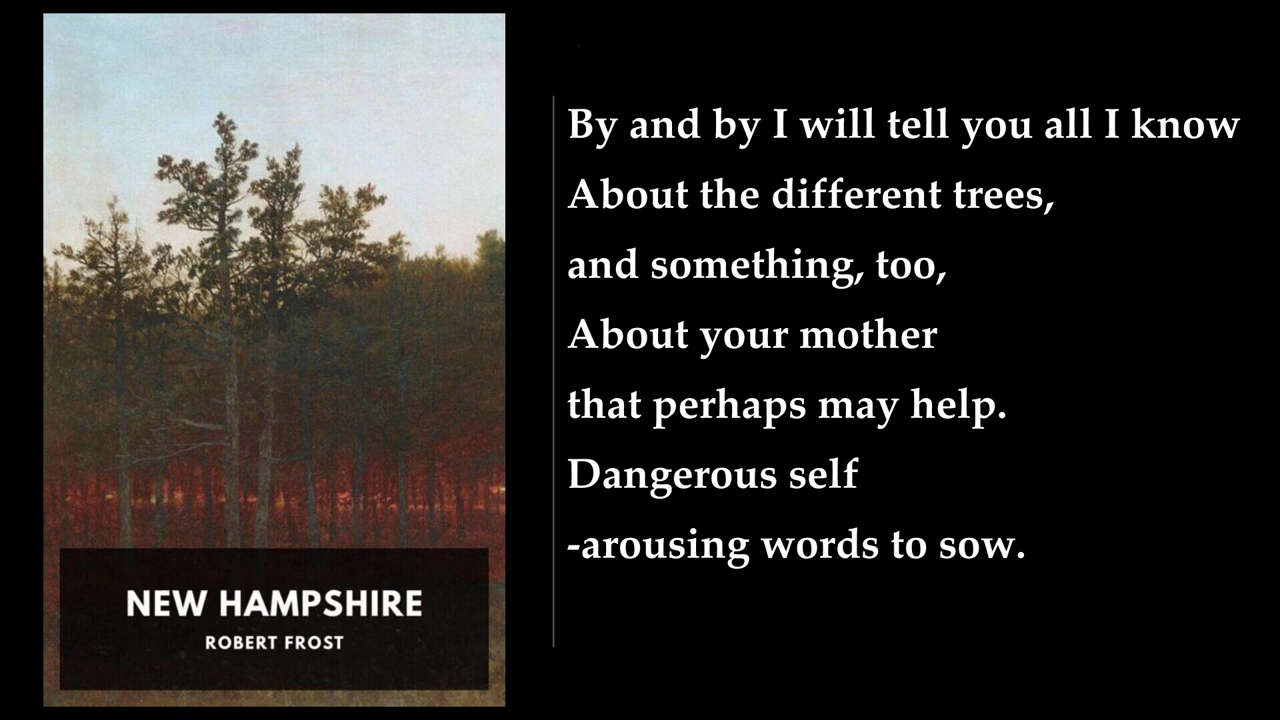 NEW HAMPSHIRE
ROBERT FROST
By and by I will tell you all I know
About the different trees,
and something, too,
About your mother
that perhaps may help.
Dangerous self
-arousing words to sow.